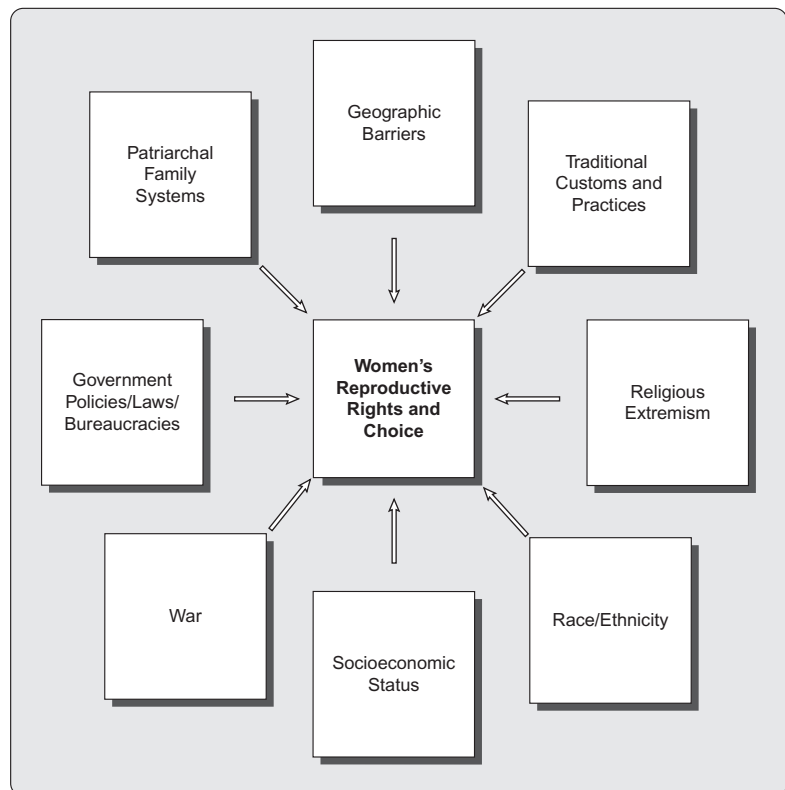 Geographic
Barriers
Patriarchal
Family
Systems
Traditional
Customs and
Practices
Government
Policies/Laws/
Bureaucracies
Women’s
Reproductive
Rights and
Choice
Religious
Extremism
War
Socioeconomic
Status
Race/Ethnicity